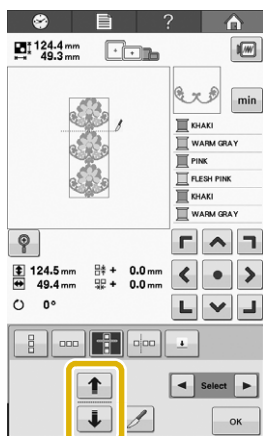 ?
124.4 mm
49.3 mm
min
KHAKI
WARM GRAY
PINK
FLESH PINK
KHAKI
WARM GRAY
124.5 mm + 0.0 mm
49.4 mm + 0.0 mm
0°
Select
OK